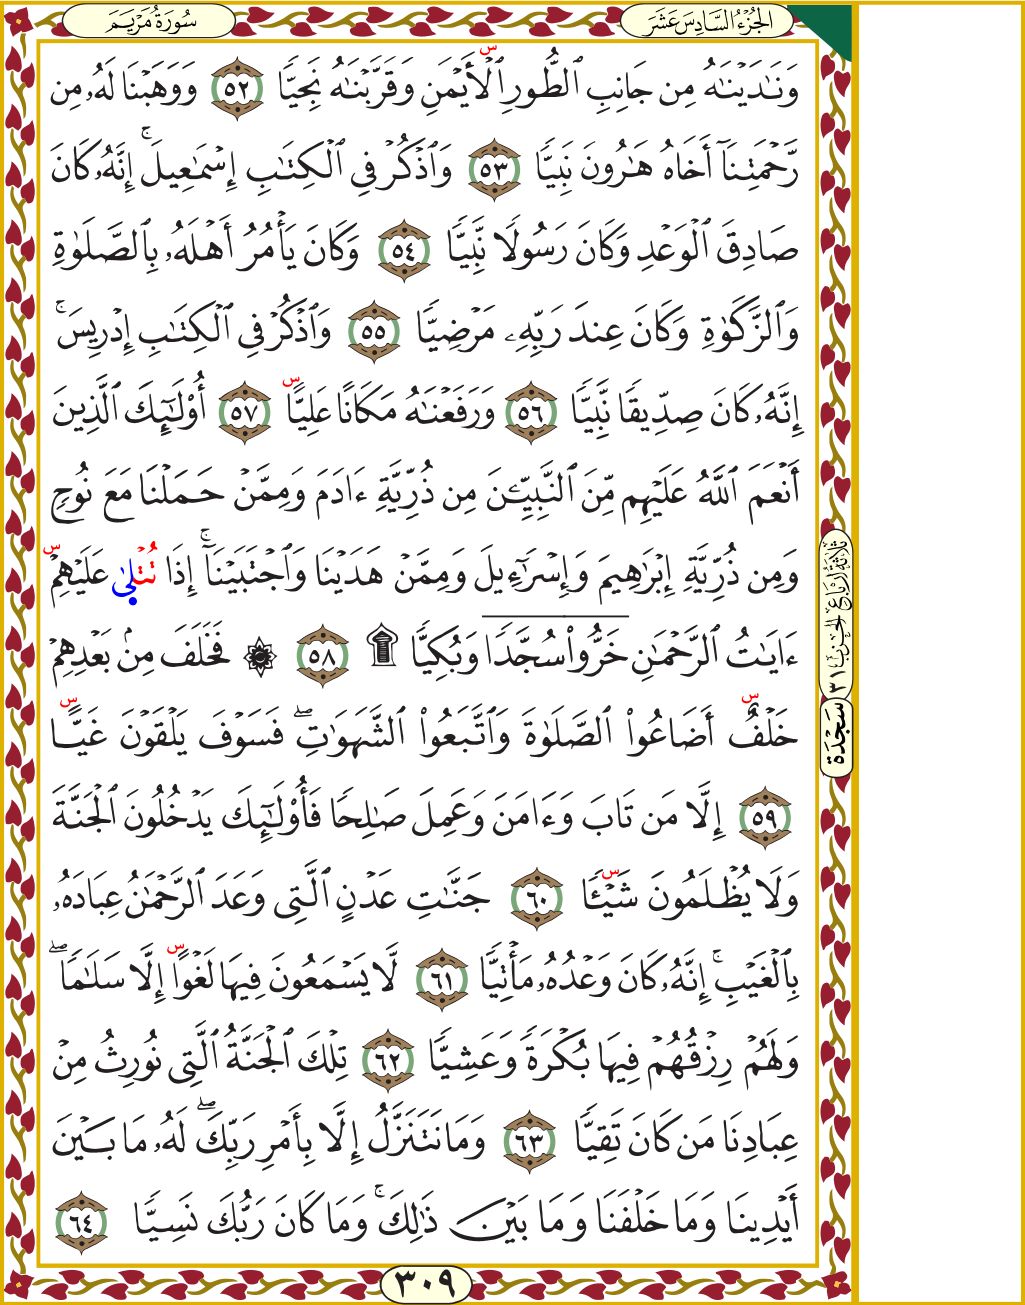 سُورَةُ مَرْيَمَ
الجُزْءُ السَّادِسَ عَشَرَ
وَنَٰدَيْنَٰهُ مِن جَانِبِ ٱلطُّورِ ٱلْأَيْمَنِ وَقَرَّبْنَٰهُ نَجِيًّا ٥٢ وَوَهَبْنَا لَهُۥ مِن
رَّحْمَتِنَآ أَخَاهُ هَٰرُونَ نَبِيًّا ٥٣ وَٱذْكُرْ فِى ٱلْكِتَٰبِ إِسْمَٰعِيلَ ۚ إِنَّهُۥ كَانَ
صَادِقَ ٱلْوَعْدِ وَكَانَ رَسُولًا نَّبِيًّا ٥٤ وَكَانَ يَأْمُرُ أَهْلَهُۥ بِٱلصَّلَوٰةِ
وَٱلزَّكَوٰةِ وَكَانَ عِندَ رَبِّهِۦ مَرْضِيًّا ٥٥ وَٱذْكُرْ فِى ٱلْكِتَٰبِ إِدْرِيسَ ۚ
إِنَّهُۥ كَانَ صِدِّيقًا نَّبِيًّا ٥٦ وَرَفَعْنَٰهُ مَكَانًا عَلِيًّا س ٥٧ أُوْلَٰٓئِكَ ٱلَّذِينَ
أَنْعَمَ ٱللَّهُ عَلَيْهِم مِّنَ ٱلنَّبِيِّۦنَ مِن ذُرِّيَّةِ ءَادَمَ وَمِمَّنْ حَمَلْنَا مَعَ نُوحٍ
وَمِن ذُرِّيَّةِ إِبْرَٰهِيمَ وَإِسْرَٰٓءِيلَ وَمِمَّنْ هَدَيْنَا وَٱجْتَبَيْنَآ ۚ إِذَا تُتْلَىٰ عَلَيْهِمْ س
ءَايَٰتُ ٱلرَّحْمَٰنِ خَرُّواْ سُجَّدًا وَبُكِيًّا ۩ ٥٨ ۞ فَخَلَفَ مِنۢ بَعْدِهِمْ
خَلْفٌ س أَضَاعُواْ ٱلصَّلَوٰةَ وَٱتَّبَعُواْ ٱلشَّهَوَٰتِ ۖ فَسَوْفَ يَلْقَوْنَ غَيًّا س
٥٩ إِلَّا مَن تَابَ وَءَامَنَ وَعَمِلَ صَٰلِحًا فَأُوْلَٰٓئِكَ يَدْخُلُونَ ٱلْجَنَّةَ
وَلَا يُظْلَمُونَ شَيْـًٔا س ٦٠ جَنَّٰتِ عَدْنٍ ٱلَّتِى وَعَدَ ٱلرَّحْمَٰنُ عِبَادَهُۥ
بِٱلْغَيْبِ ۚ إِنَّهُۥ كَانَ وَعْدُهُۥ مَأْتِيًّا ٦١ لَّا يَسْمَعُونَ فِيهَا لَغْوًا س إِلَّا سَلَٰمًا ۖ
وَلَهُمْ رِزْقُهُمْ فِيهَا بُكْرَةً وَعَشِيًّا ٦٢ تِلْكَ ٱلْجَنَّةُ ٱلَّتِى نُورِثُ مِنْ
عِبَادِنَا مَن كَانَ تَقِيًّا ٦٣ وَمَا نَتَنَزَّلُ إِلَّا بِأَمْرِ رَبِّكَ ۖ لَهُۥ مَا بَيْنَ
أَيْدِينَا وَمَا خَلْفَنَا وَمَا بَيْنَ ذَٰلِكَ ۚ وَمَا كَانَ رَبُّكَ نَسِيًّا ٦٤
ثَلَاثَةُ أَرْبَاعِ الحِزْبِ ٣١
سَجْدَة
٣٠٩